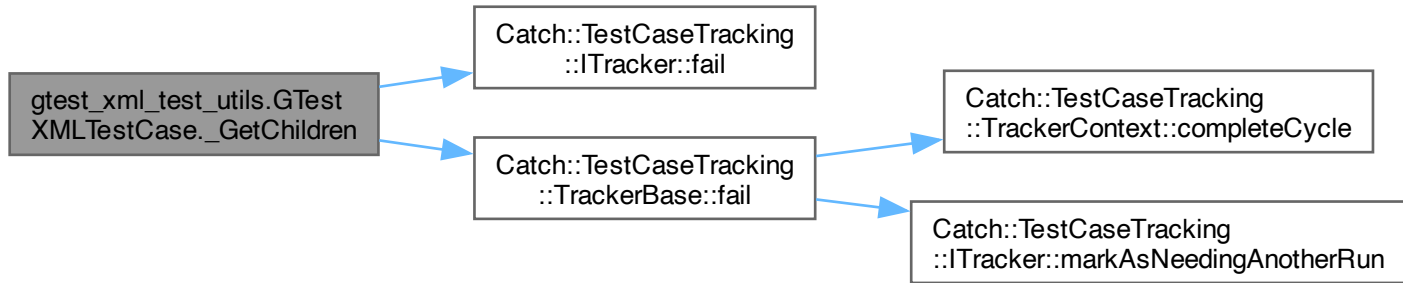 gtest_xml_test_utils.GTest
XMLTestCase._GetChildren
Catch::TestCaseTracking
::ITracker::fail
Catch::TestCaseTracking
::TrackerBase::fail
Catch::TestCaseTracking
::TrackerContext::completeCycle
Catch::TestCaseTracking
::ITracker::markAsNeedingAnotherRun